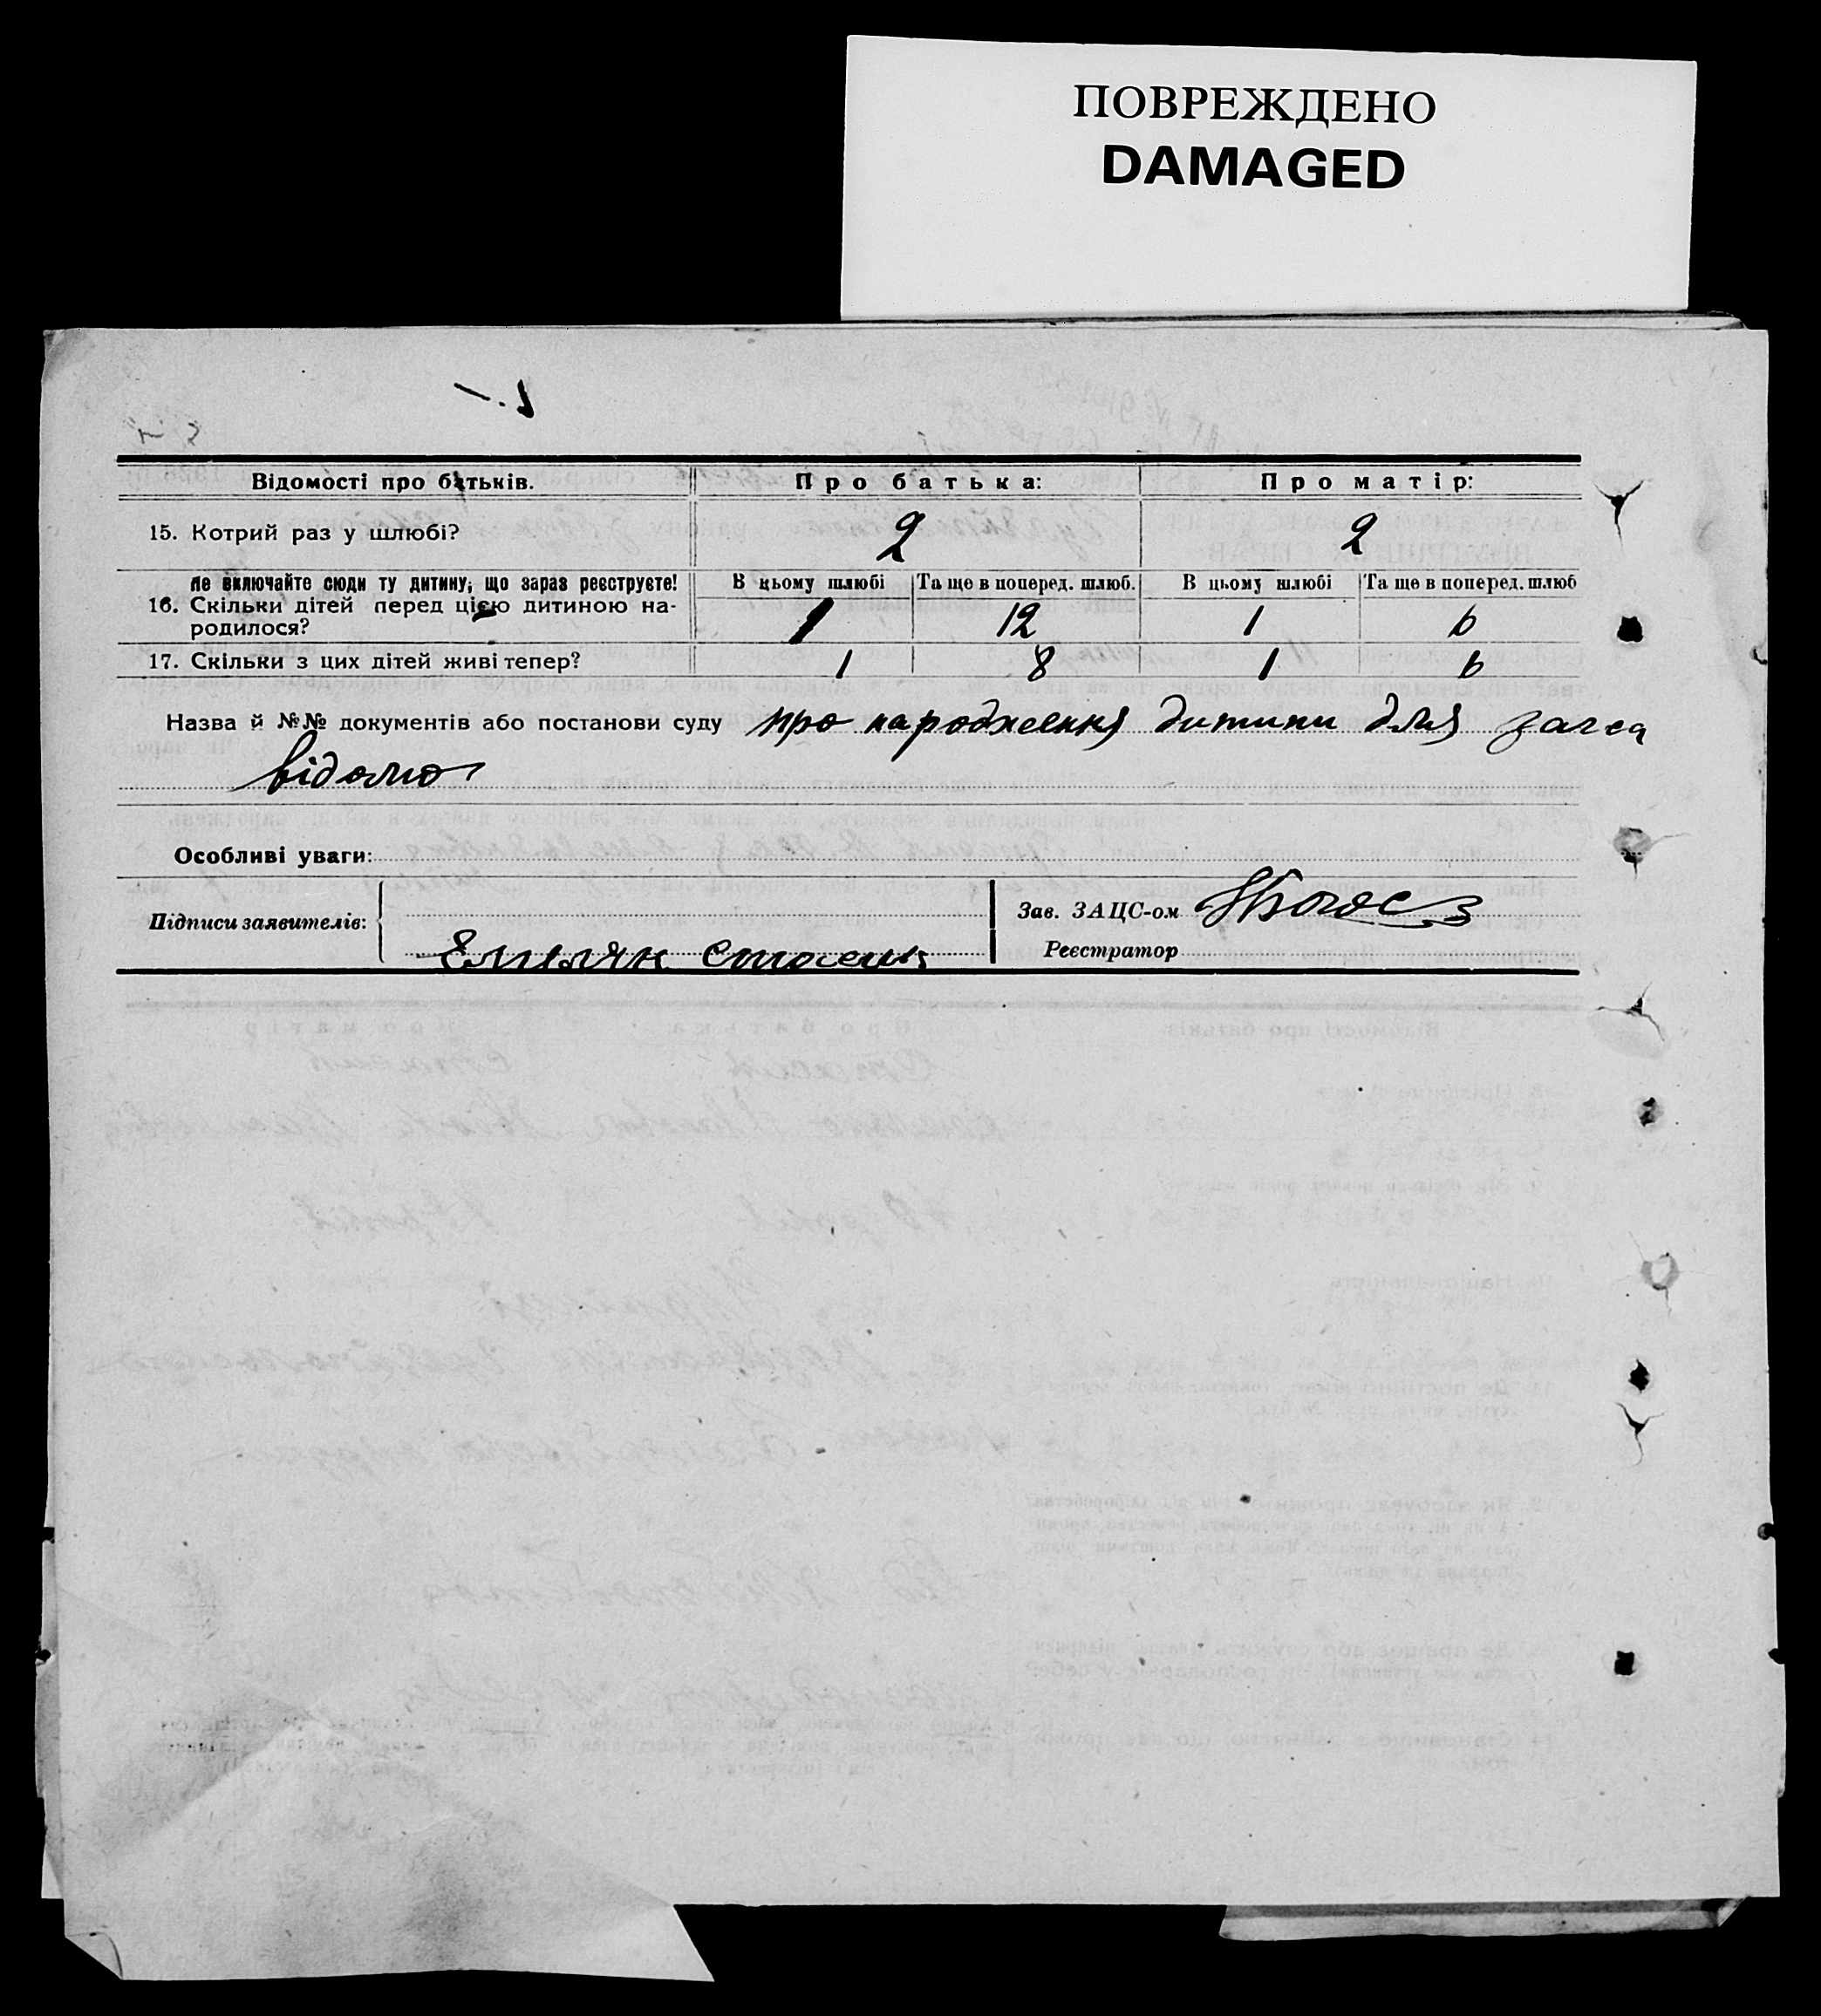 ПОВРЕЖДЕНО
DAMAGED
Відомості про батьків.
Про батька:
Про матір:
15. Котрий раз у шлюбі?
2
2
Не включайте сюди ту дитину, що зараз реєструєте!
В цьому шлюбі
Та ще в поперед. шлюб.
В цьому шлюбі
Та ще в поперед. шлюб
16. Скільки дітей перед цією дитиною на-
родилося?
1
12
1
6
17. Скільки з цих дітей живі тепер?
1
8
1
6
Назва й №№ документів або постанови суду про народження дитини для загса
відомо
Особливі уваги:
Підписи заявителів:
Зав. ЗАЦС-ом
Реєстратор